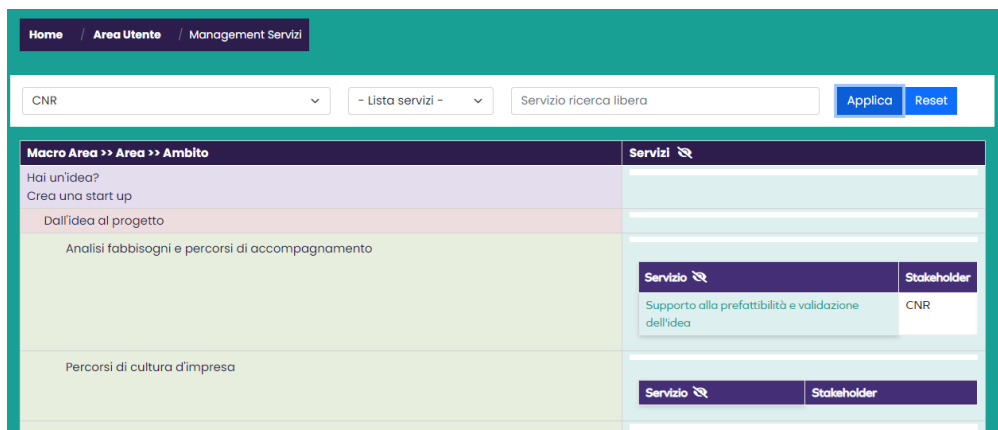 Home / Area Utente / Management Servizi
CNR - Lista servizi - Servizio ricerca libera Applica Reset
Macro Area >> Area >> Ambito Servizi
Hai un'idea?
Crea una start up
Dall'idea al progetto
Analisi fabbisogni e percorsi di accompagnamento
Servizio Stakeholder
Supporto alla prefattibilità e validazione CNR
dell'idea
Percorsi di cultura d'impresa
Servizio Stakeholder